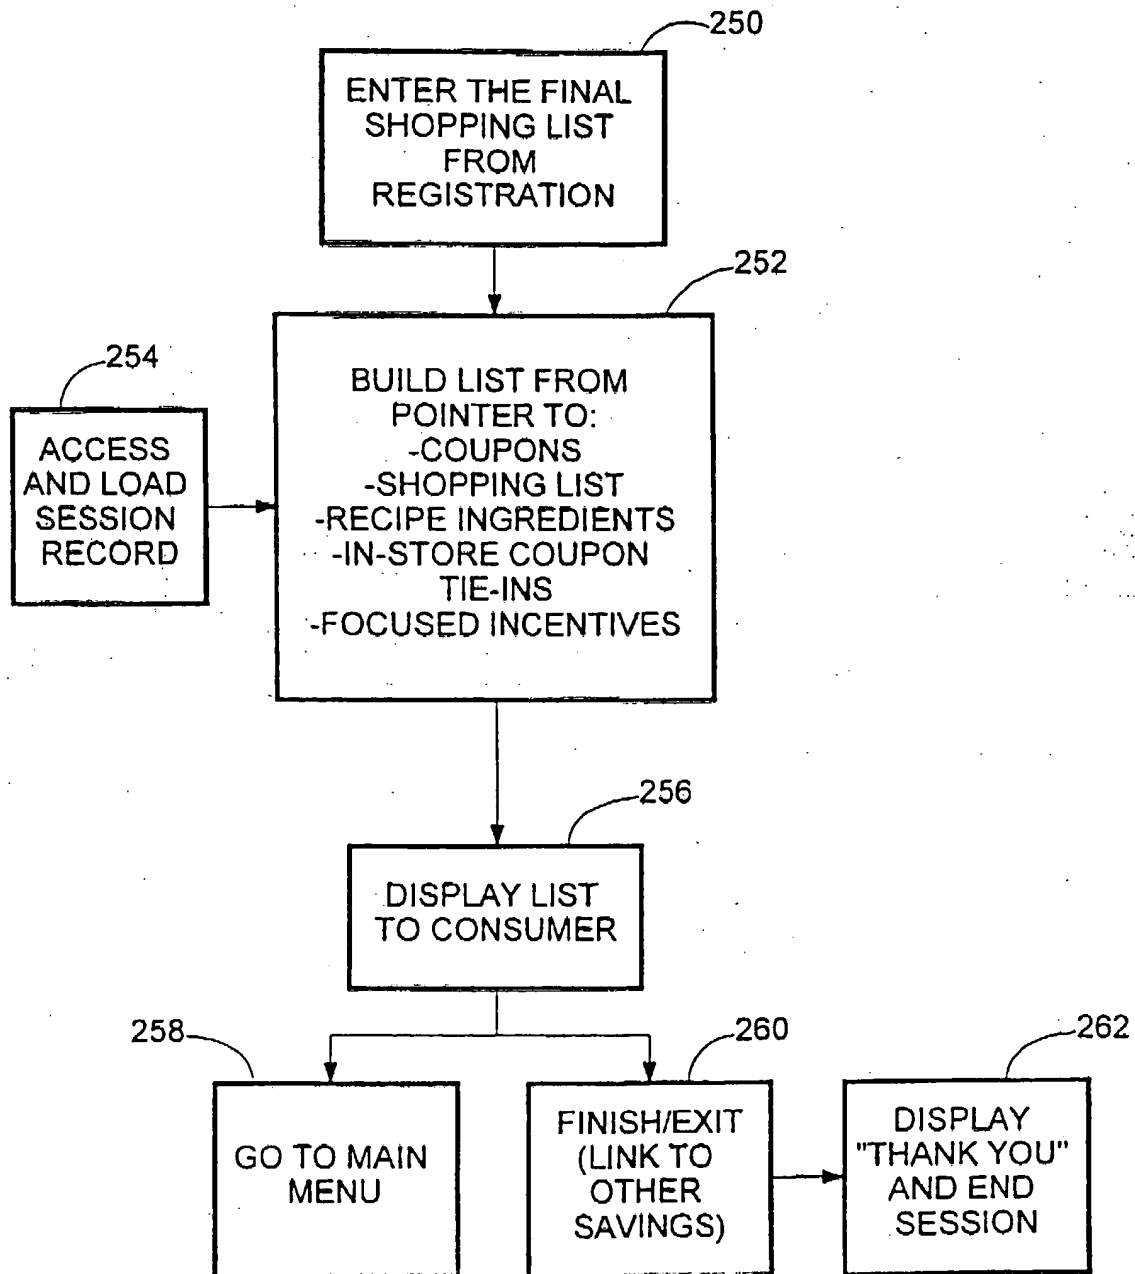 250
ENTER THE FINAL
SHOPPING LIST
FROM
REGISTRATION
252
BUILD LIST FROM
POINTER TO:
-COUPONS
-SHOPPING LIST
-RECIPE INGREDIENTS
-IN-STORE COUPON
TIE-INS
-FOCUSED INCENTIVES
254
ACCESS
AND LOAD
SESSION
RECORD
256
DISPLAY LIST
TO CONSUMER
258
GO TO MAIN
MENU
260
FINISH/EXIT
(LINK TO
OTHER
SAVINGS)
262
DISPLAY
"THANK YOU"
AND END
SESSION